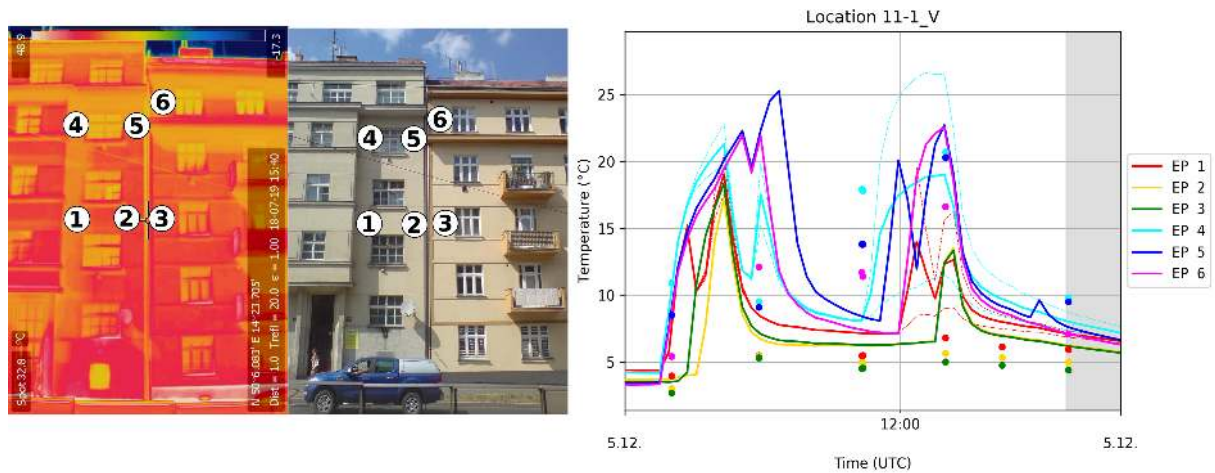 48.9
-17.3
Spot 32.8 °C
N 50°6.083' E 14°23.705'
Dist = 1.0 Trefl = 20.0 ε = 1.00 18-07-19 15:40
6
4
5
1
2
3
6
4
5
1
2
3
Location 11-1_V
Temperature (°C)
25
20
15
10
5
12:00
5.12.
5.12.
Time (UTC)
EP 1
EP 2
EP 3
EP 4
EP 5
EP 6